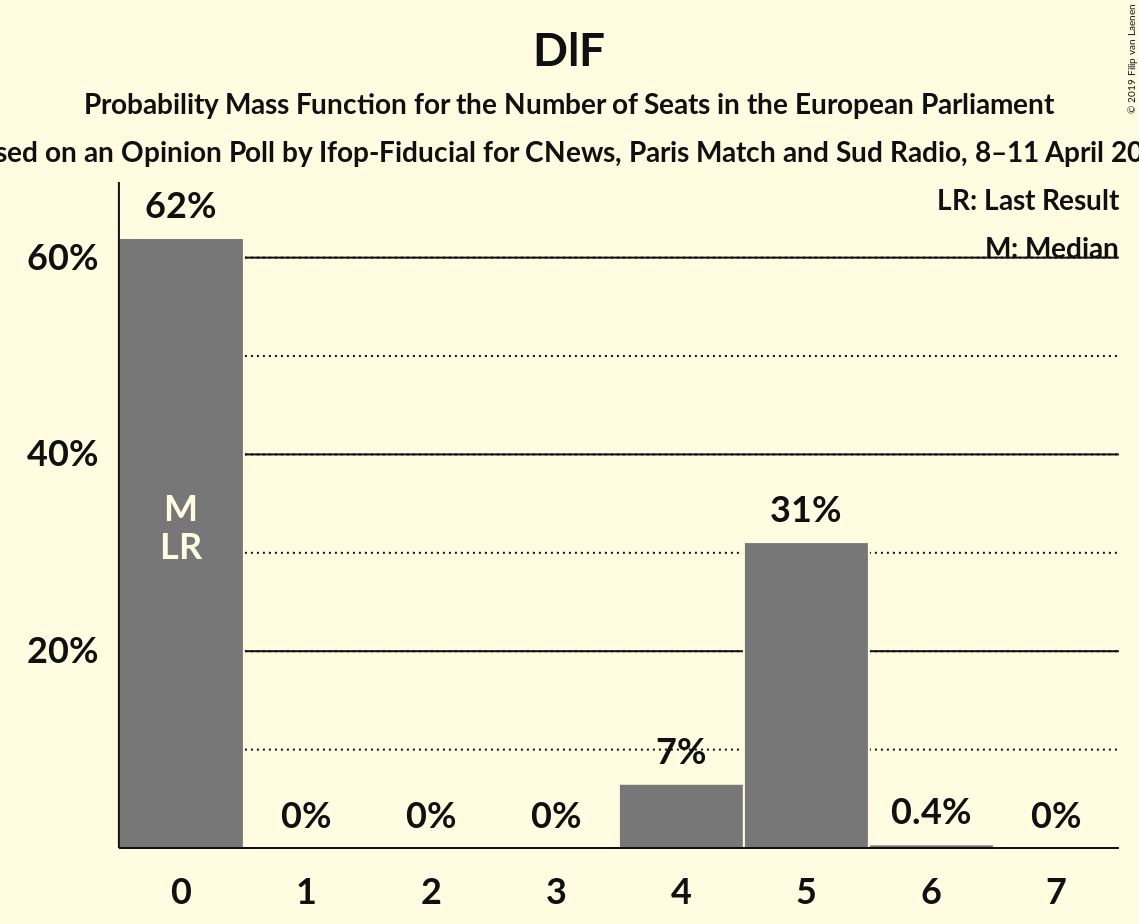 DlF
Probability Mass Function for the Number of Seats in the European Parliament
sed on an Opinion Poll by Ifop-Fiducial for CNews, Paris Match and Sud Radio, 8–11 April 20
© 2019 Filip van Laenen
LR: Last Result
M: Median
62%
60%
40%
20%
M
LR
31%
7%
0%
0%
0%
0.4%
0%
0 1 2 3 4 5 6 7